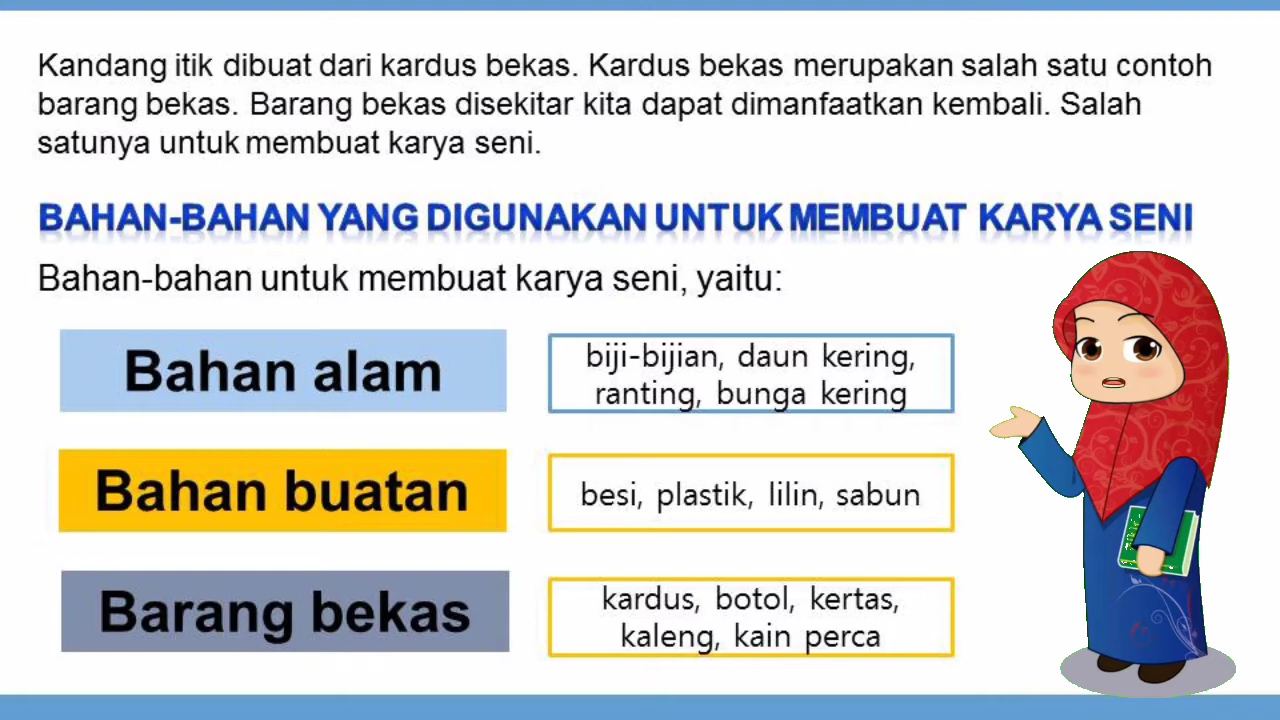 Kandang itik dibuat dari kardus bekas. Kardus bekas merupakan salah satu contoh
barang bekas. Barang bekas disekitar kita dapat dimanfaatkan kembali. Salah
satunya untuk membuat karya seni.
BAHAN-BAHAN YANG DIGUNAKAN UNTUK MEMBUAT KARYA SENI
Bahan-bahan untuk membuat karya seni, yaitu:
Bahan alam
biji-bijian, daun kering,
ranting, bunga kering
Bahan buatan
besi, plastik, lilin, sabun
Barang bekas
kardus, botol, kertas,
kaleng, kain perca